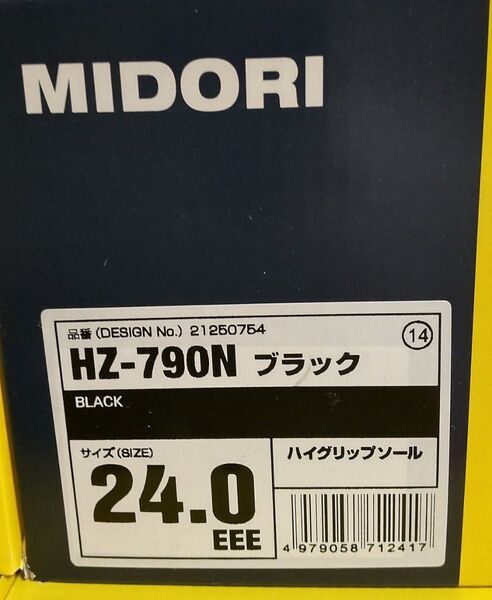 MIDORI
品番 (DESIGN No.) 21250754
14
HZ-790N ブラック
BLACK
サイズ (SIZE)
24.0
EEE
ハイグリップソール
4 979058 712417